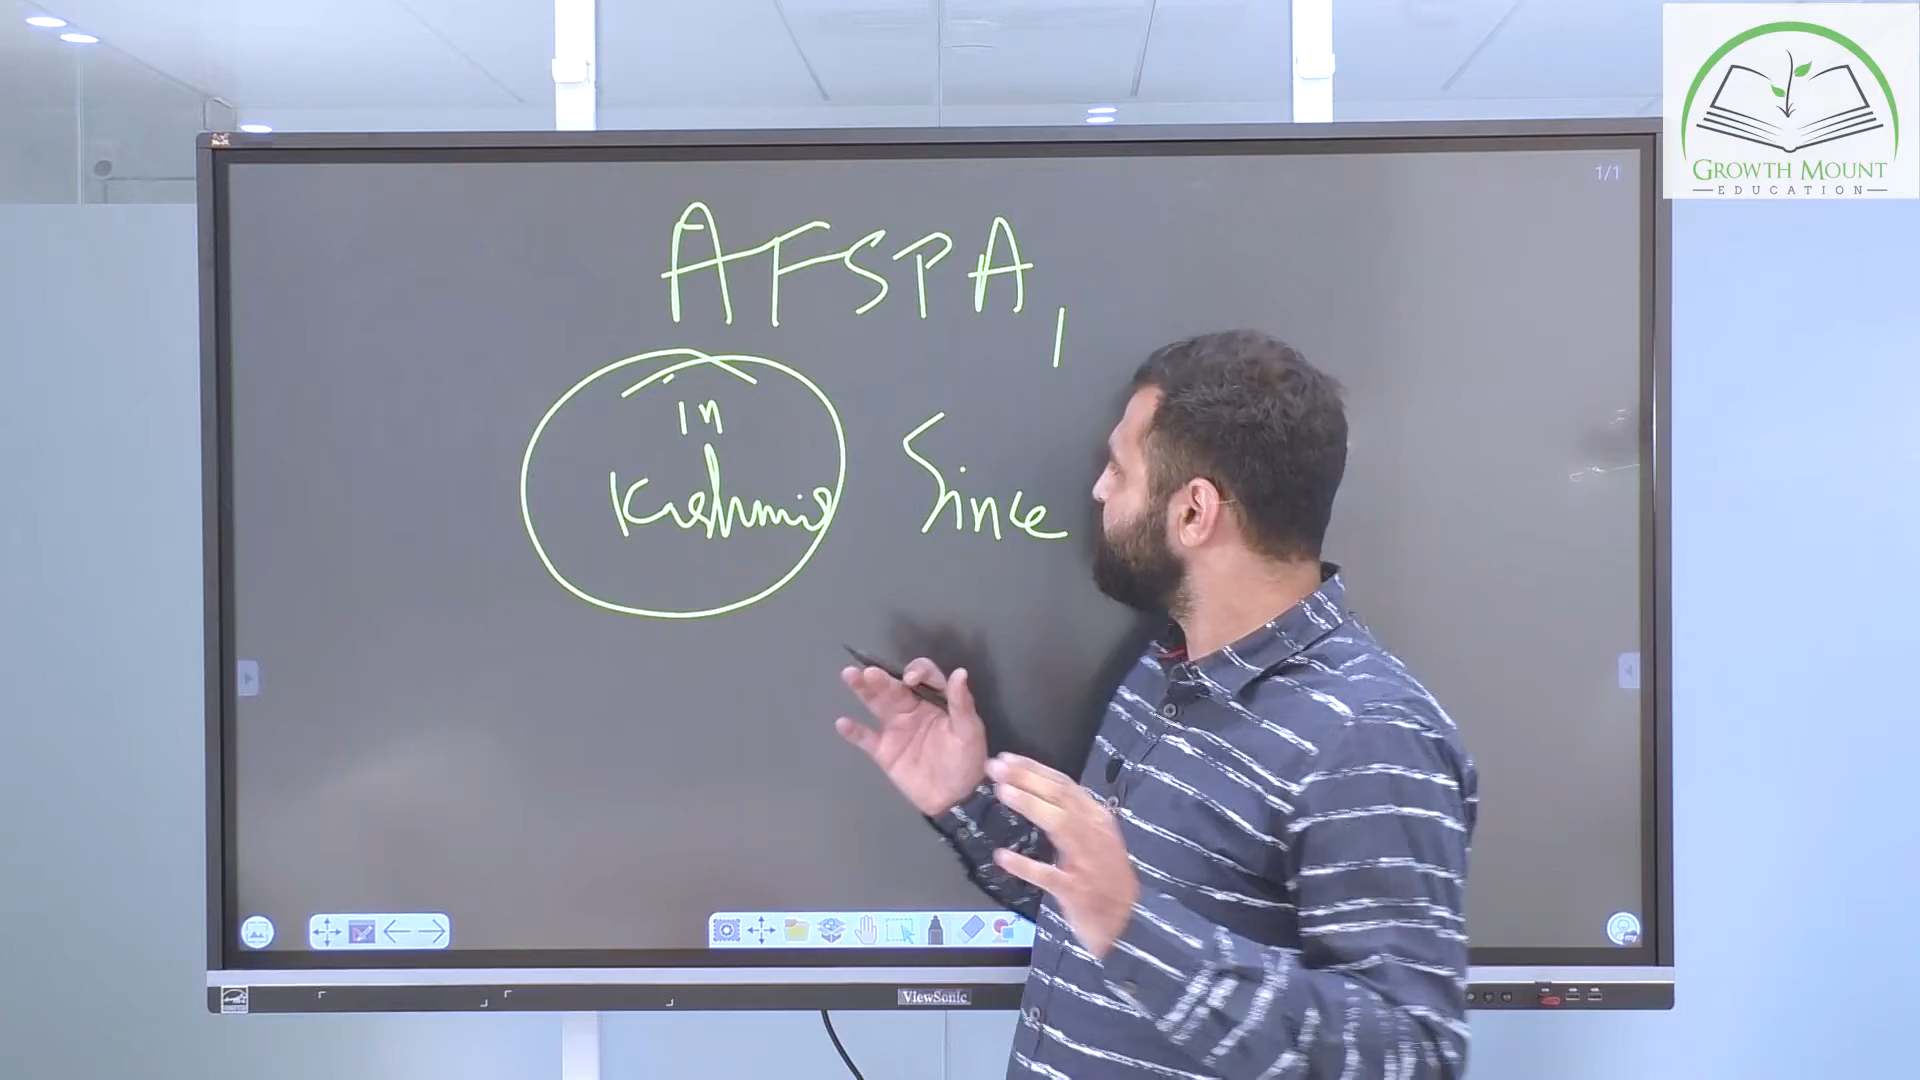 GROWTH MOUNT
EDUCATION
1/1
AFSPA,
in
Kashmir
Since
ViewSonic